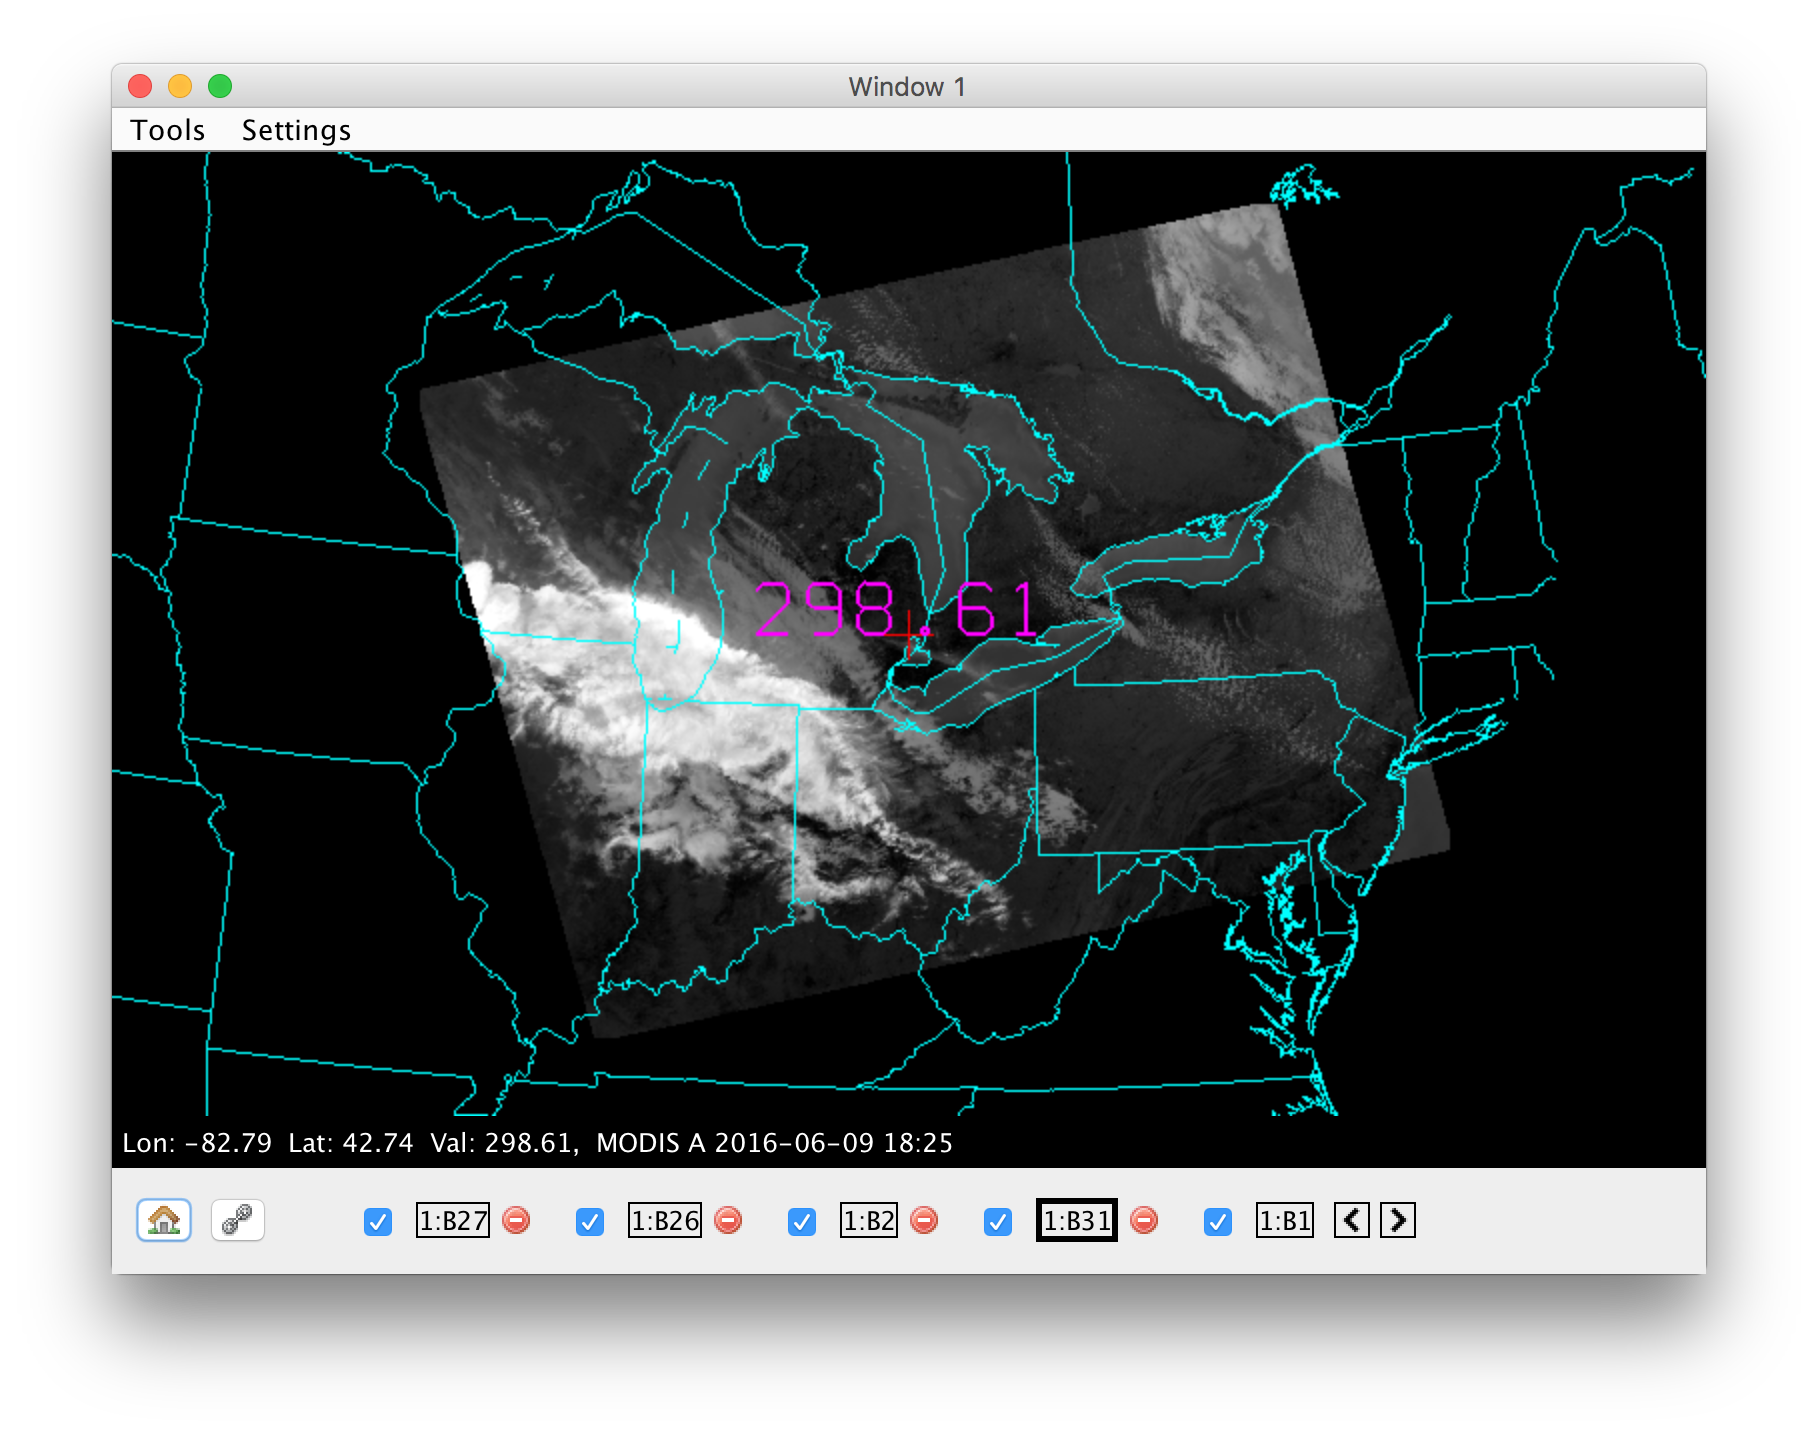 Window 1
Tools Settings
298.61
Lon: -82.79 Lat: 42.74 Val: 298.61, MODIS A 2016-06-09 18:25
1:B27 1:B26 1:B2 1:B31 1:B1